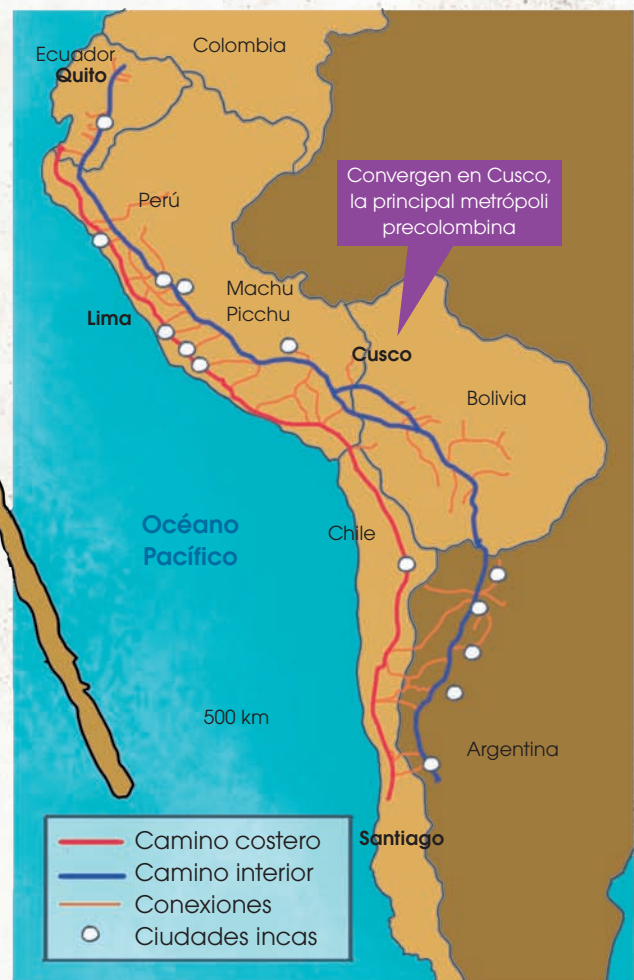 Colombia
Ecuador
Quito
Perú
Convergen en Cusco,
la principal metrópoli
precolombina
Machu
Picchu
Lima
Cusco
Bolivia
Océano
Pacífico
Chile
500 km
Argentina
Santiago
Camino costero
Camino interior
Conexiones
Ciudades incas